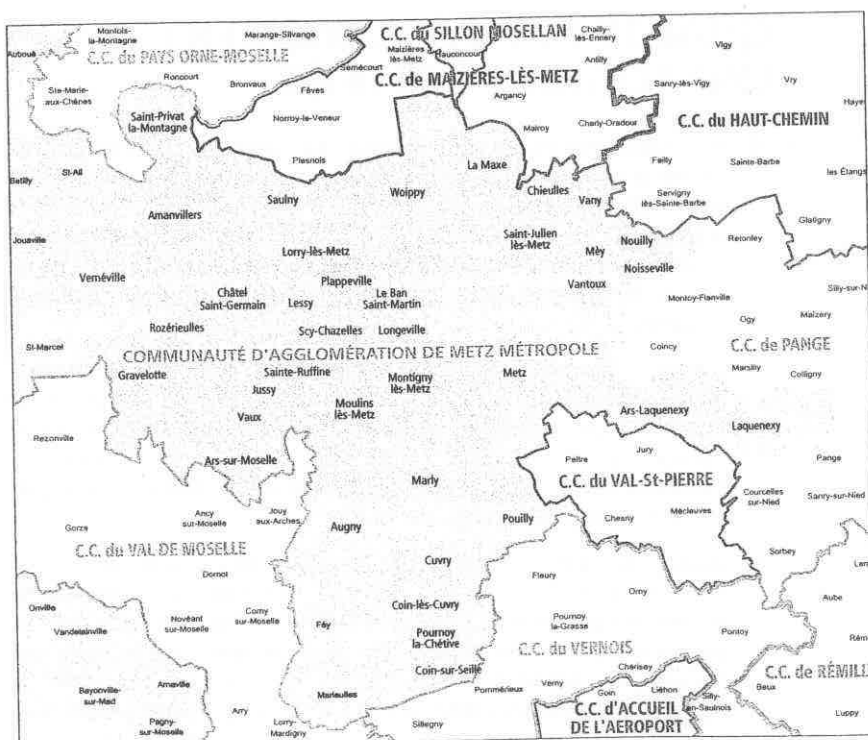 Montois-
la-Montagne
Marange-Silvange
C.C. du SILLON MOSELLAN
Chailly-
lès-Ennery
Auboué
C.C. du PAYS ORNE-MOSELLE
Maizières
lès-Metz
Hauconcourt
Antilly
Vigy
Semécourt
Roncourt
Bronvaux
Fèves
C.C. de MAIZIÈRES-LÈS-METZ
Sanry-lès-Vigy
Vry
Ste-Marie-
aux-Chênes
Argancy
Haye
Saint-Privat
la-Montagne
Norroy-le-Veneur
Malroy
Charly-Oradour
C.C. du HAUT-CHEMIN
Plesnois
La Maxe
Failly
Sainte-Barbe
Batilly
St-Ail
les Étangs
Saulny
Woippy
Chieulles
Vany
Servigny
lès-Sainte-Barbe
Amanvillers
Glatigny
Jouaville
Saint-Julien
lès-Metz
Nouilly
Retonfey
Lorry-lès-Metz
Mèy
Noisseville
Vernéville
Plappeville
Vantoux
Châtel
Saint-Germain
Lessy
Le Ban
Saint-Martin
Montoy-Flanville
Silly-sur-N
Ogy
Maizery
Rozérieulles
Scy-Chazelles
Longeville
St-Marcel
Coincy
C.C. de PANGE
COMMUNAUTÉ D'AGGLOMÉRATION DE METZ MÉTROPOLE
Gravelotte
Sainte-Ruffine
Metz
Marsilly
Colligny
Jussy
Montigny
lès-Metz
Moulins
lès-Metz
Vaux
Ars-Laquenexy
Laquenexy
Rezonville
Ars-sur-Moselle
Peltre
Jury
Pange
Marly
C.C. du VAL-St-PIERRE
Courcelles
sur-Nied
Sanry-sur-Nied
Ancy
sur-Moselle
Jouy
aux-Arches
Gorze
Augny
Pouilly
Chesny
Mécleuves
C.C. du VAL DE MOSELLE
Sorbey
Cuvry
Dornot
Fleury
Orny
Aube
Onville
Vandelainville
Novéant
sur-Moselle
Corny
sur-Moselle
Féy
Coin-lès-Cuvry
Pournoy
la-Grasse
Pontoy
Rém
Pournoy
la-Chétive
C.C. du VERNOIS
Coin-sur-Seille
Chérisey
C.C. de RÉMILL
Bayonville-
sur-Mad
Arnaville
Marieulles
Pommérieux
Verny
Goin
Liéhon
Silly-
en-Saulnois
Beux
Pagny-
sur-Moselle
Arry
Lorry-
Mardigny
Sillegny
C.C. d'ACCUEIL
DE L'AEROPORT
Luppy